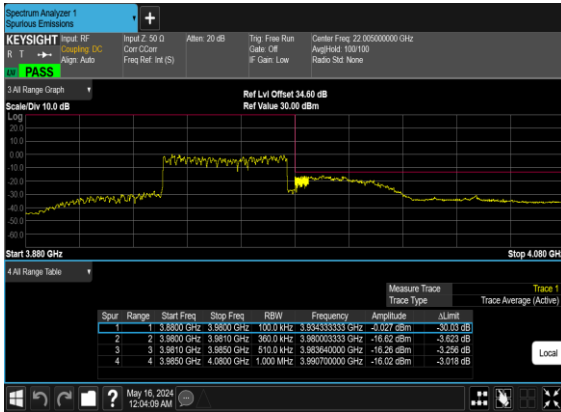 Spectrum Analyzer 1
Spurious Emissions
+
KEYSIGHT Input: RF Input Z: 50 Ω Atten: 20 dB Trig: Free Run Center Freq: 22.005000000 GHz
R T Coupling: DC Corr CCorr Gate: Off Avg|Hold: 100/100
Align: Auto Freq Ref: Int (S) IF Gain: Low Radio Std: None
PASS
3 All Range Graph
Ref Lvl Offset 34.60 dB
Scale/Div 10.0 dB Ref Value 30.00 dBm
Log
20.0
10.0
0.00
-10.0
-20.0
-30.0
-40.0
-50.0
-60.0
Start 3.880 GHz Stop 4.080 GH
4 All Range Table
Measure Trace Trace 1
Trace Type Trace Average (Active)
Spur Range Start Freq Stop Freq RBW Frequency Amplitude ΔLimit
1 1 3.8800 GHz 3.9800 GHz 100.0 kHz 3.934333333 GHz -0.027 dBm -30.03 dB
2 2 3.9800 GHz 3.9810 GHz 360.0 kHz 3.980003333 GHz -16.62 dBm -3.623 dB
3 3 3.9810 GHz 3.9850 GHz 510.0 kHz 3.983640000 GHz -16.26 dBm -3.256 dB
4 4 3.9850 GHz 4.0800 GHz 1.000 MHz 3.990700000 GHz -16.02 dBm -3.018 dB
Local
?
May 16, 2024
12:04:09 AM